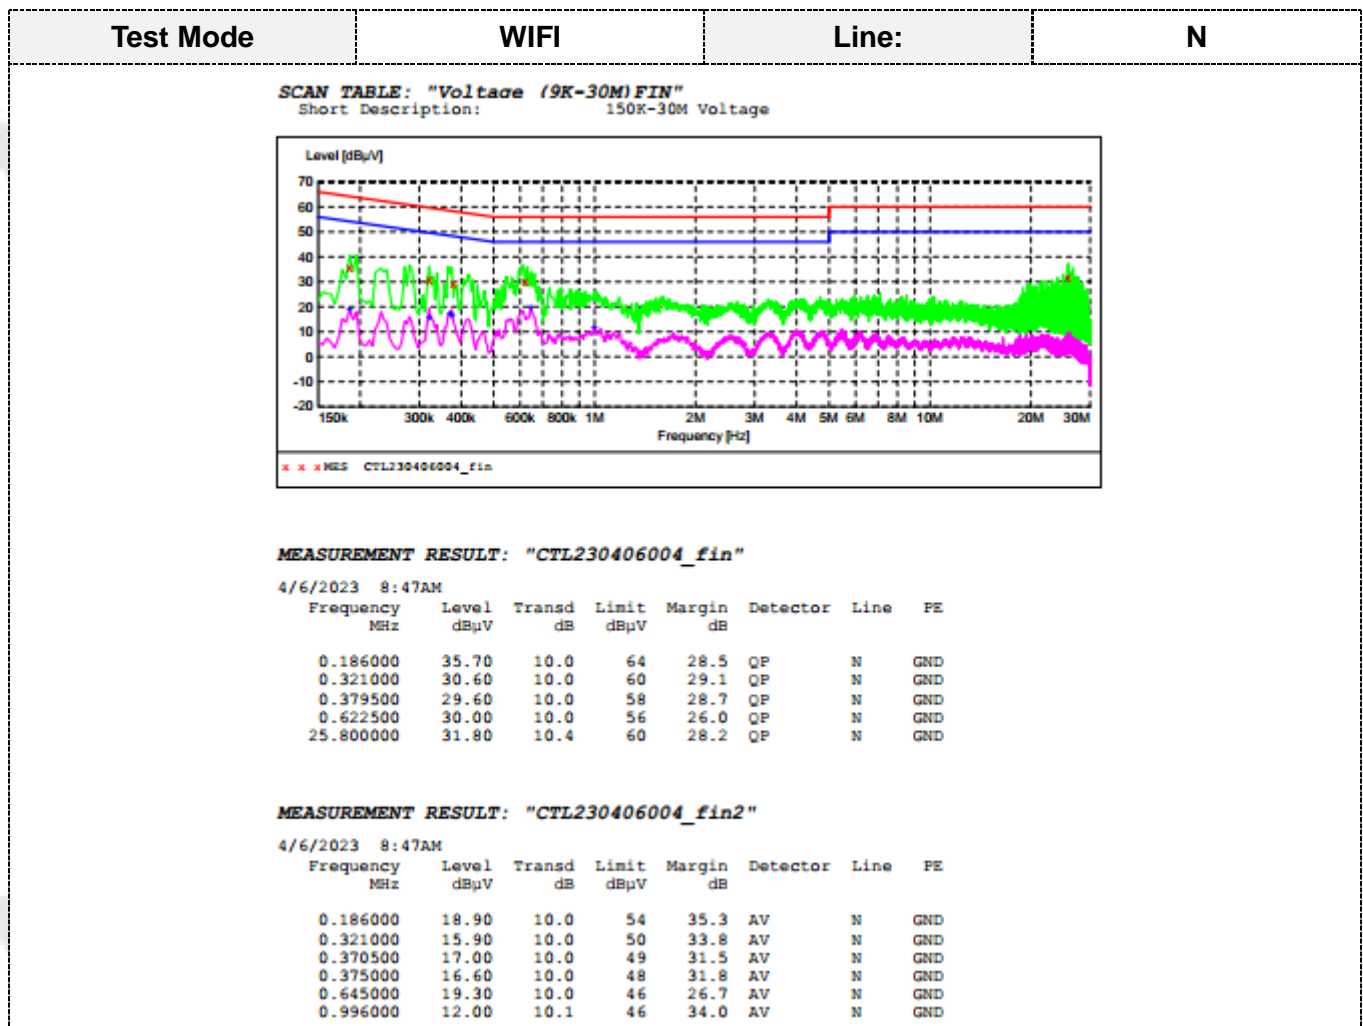 Test Mode WIFI Line: N
SCAN TABLE: "Voltage (9K-30M)FIN"
Short Description: 150K-30M Voltage
Level [dBµV]
70
60
50
40
30
20
10
0
-10
-20
150k 300k 400k 600k 800k 1M 2M 3M 4M 5M 6M 8M 10M 20M 30M
Frequency [Hz]
x x xMES CTL230406004_fin
MEASUREMENT RESULT: "CTL230406004_fin"
4/6/2023 8:47AM
Frequency Level Transd Limit Margin Detector Line PE
MHz dBµV dB dBµV dB
0.186000 35.70 10.0 64 28.5 QP N GND
0.321000 30.60 10.0 60 29.1 QP N GND
0.379500 29.60 10.0 58 28.7 QP N GND
0.622500 30.00 10.0 56 26.0 QP N GND
25.800000 31.80 10.4 60 28.2 QP N GND
MEASUREMENT RESULT: "CTL230406004_fin2"
4/6/2023 8:47AM
Frequency Level Transd Limit Margin Detector Line PE
MHz dBµV dB dBµV dB
0.186000 18.90 10.0 54 35.3 AV N GND
0.321000 15.90 10.0 50 33.8 AV N GND
0.370500 17.00 10.0 49 31.5 AV N GND
0.375000 16.60 10.0 48 31.8 AV N GND
0.645000 19.30 10.0 46 26.7 AV N GND
0.996000 12.00 10.1 46 34.0 AV N GND